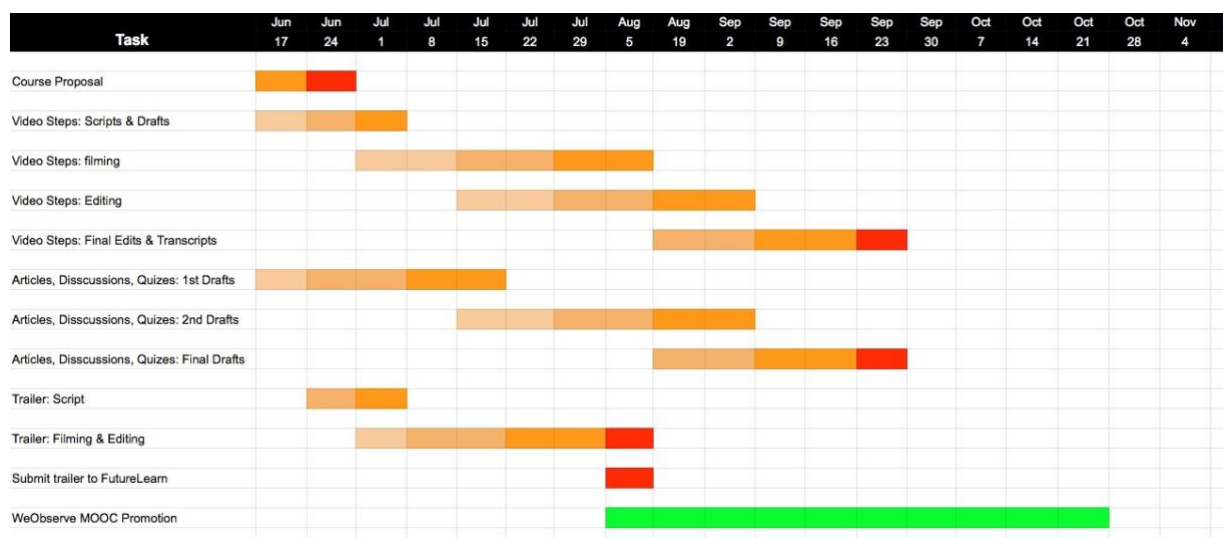 Jun Jun Jul Jul Jul Jul Jul Aug Aug Sep Sep Sep Sep Sep Oct Oct Oct Oct Nov
Task 17 24 1 8 15 22 29 5 19 2 9 16 23 30 7 14 21 28 4
Course Proposal
Video Steps: Scripts & Drafts
Video Steps: filming
Video Steps: Editing
Video Steps: Final Edits & Transcripts
Articles, Disscussions, Quizes: 1st Drafts
Articles, Disscussions, Quizes: 2nd Drafts
Articles, Disscussions, Quizes: Final Drafts
Trailer: Script
Trailer: Filming & Editing
Submit trailer to FutureLearn
WeObserve MOOC Promotion